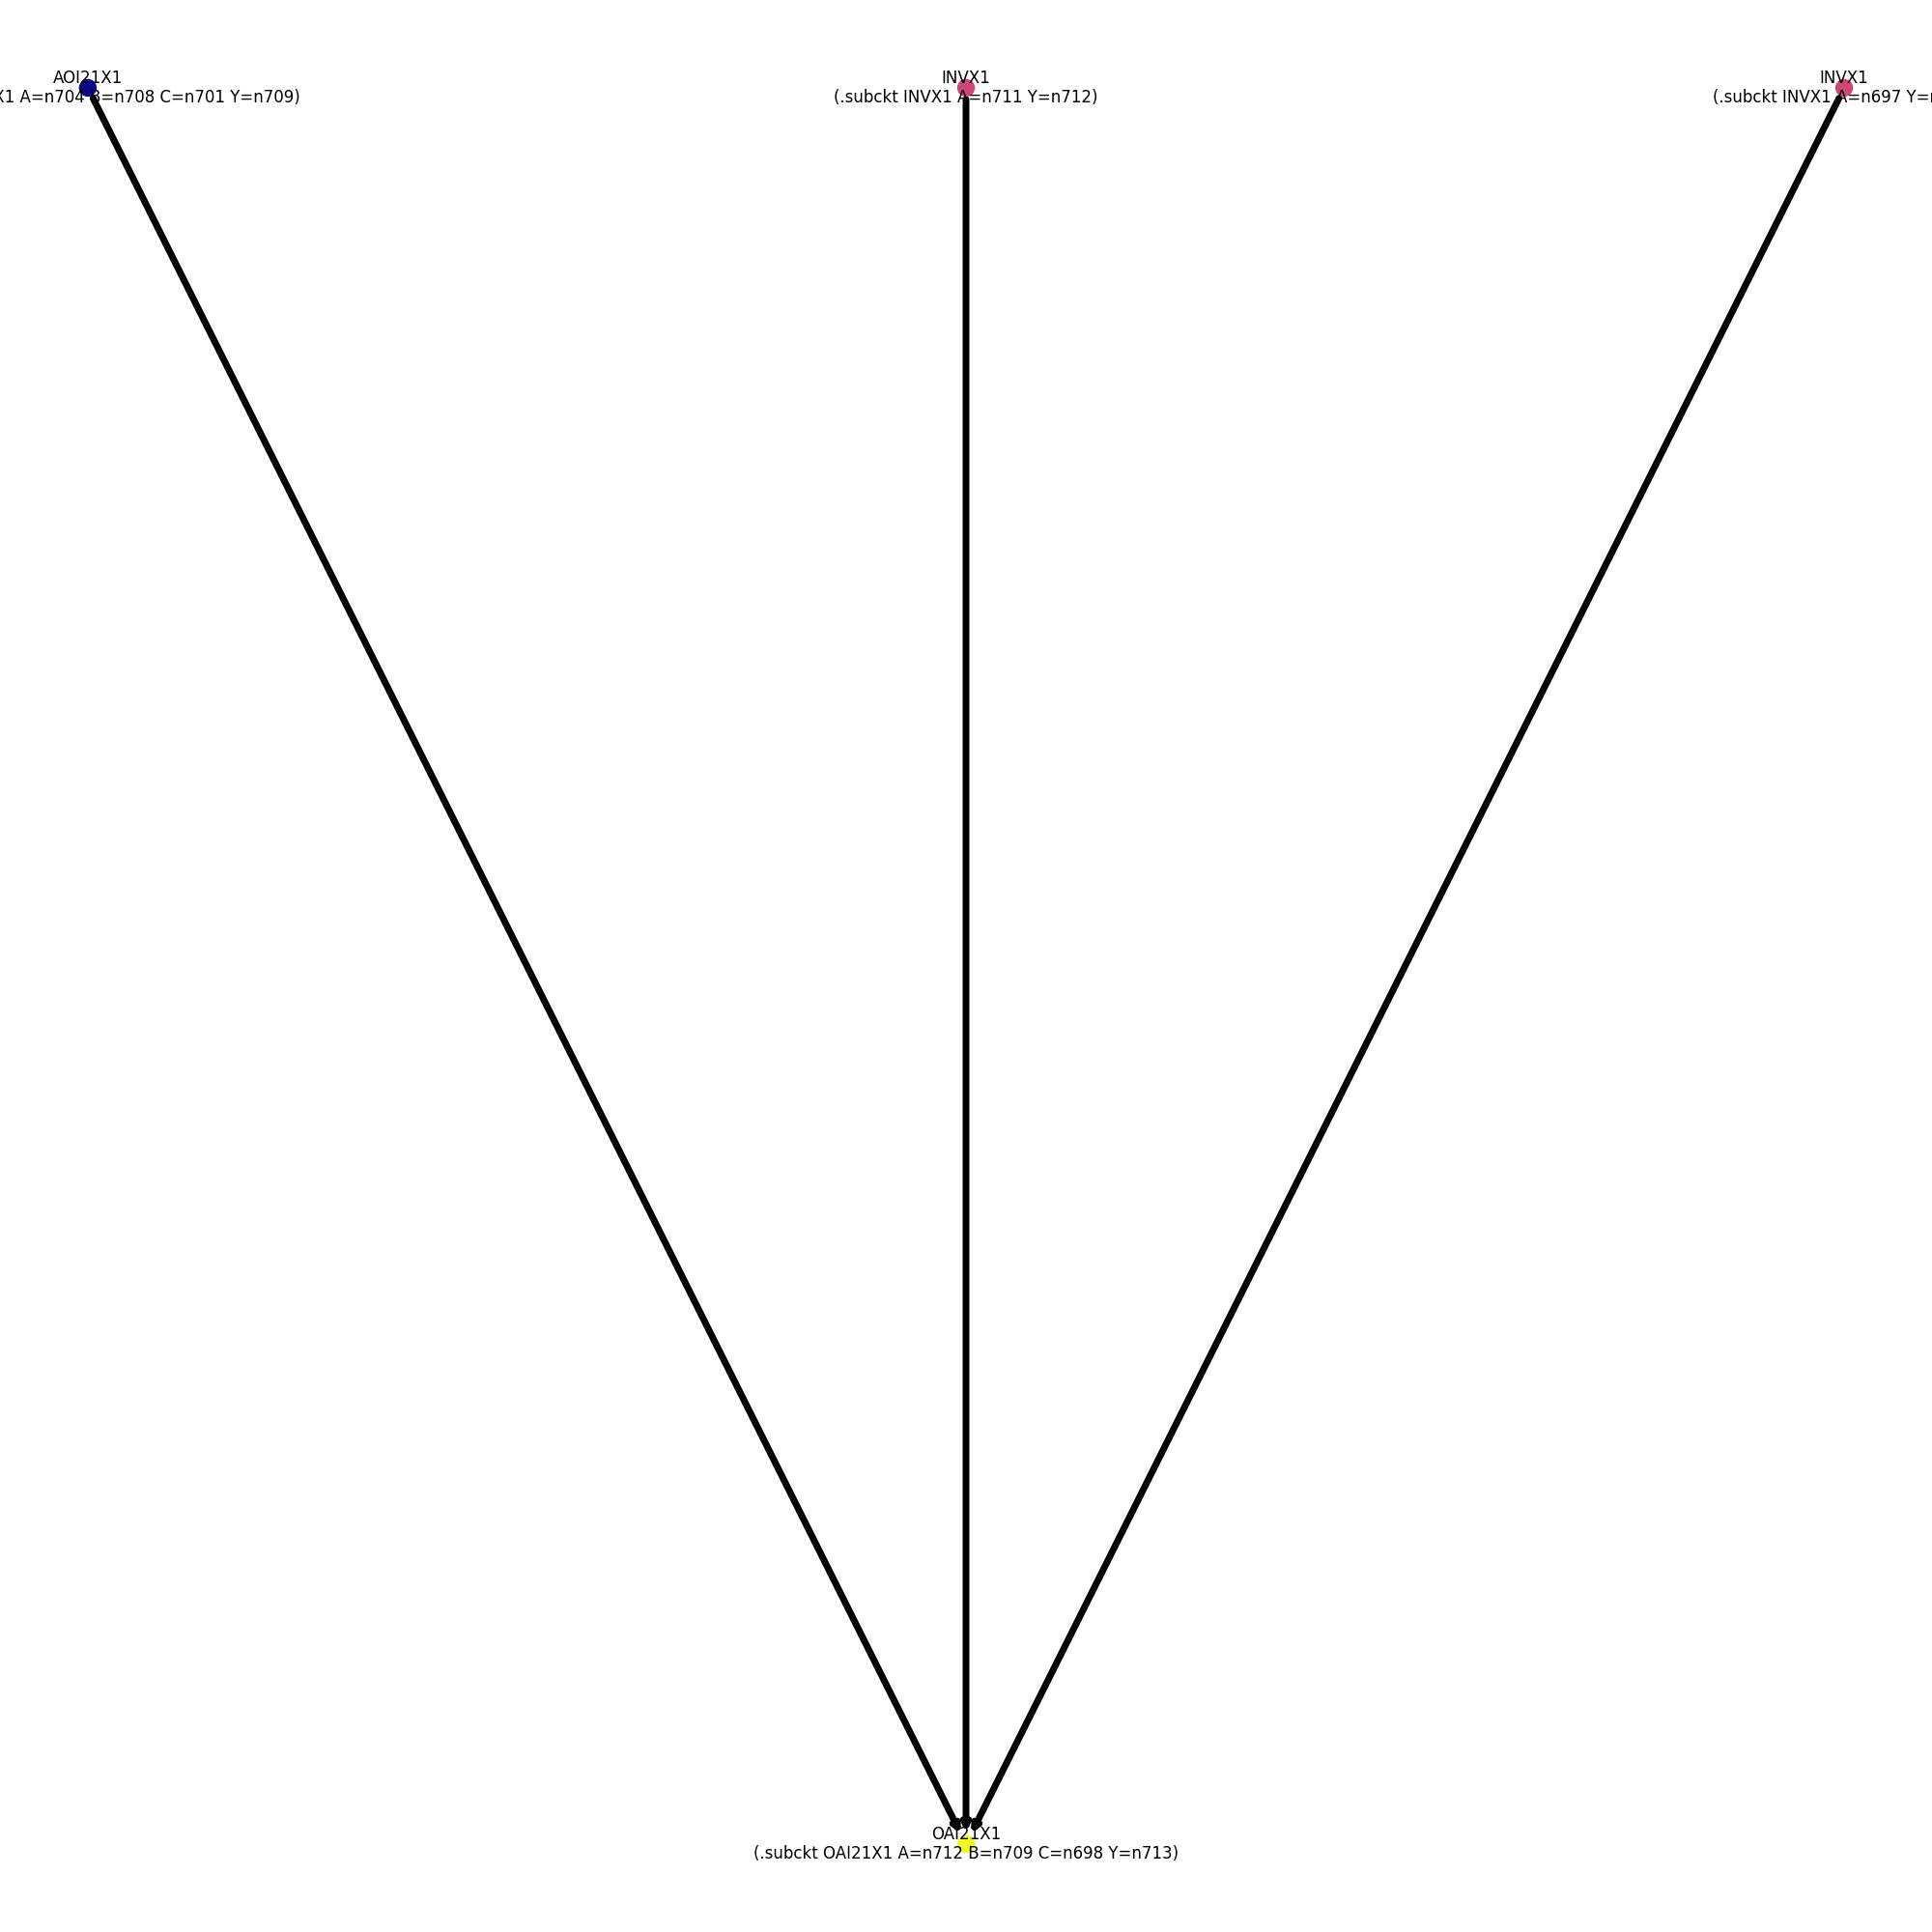 AOI21X1
X1 A=n704 B=n708 C=n701 Y=n709)
INVX1
(.subckt INVX1 A=n711 Y=n712)
INVX1
(.subckt INVX1 A=n697 Y=
OAI21X1
(.subckt OAI21X1 A=n712 B=n709 C=n698 Y=n713)